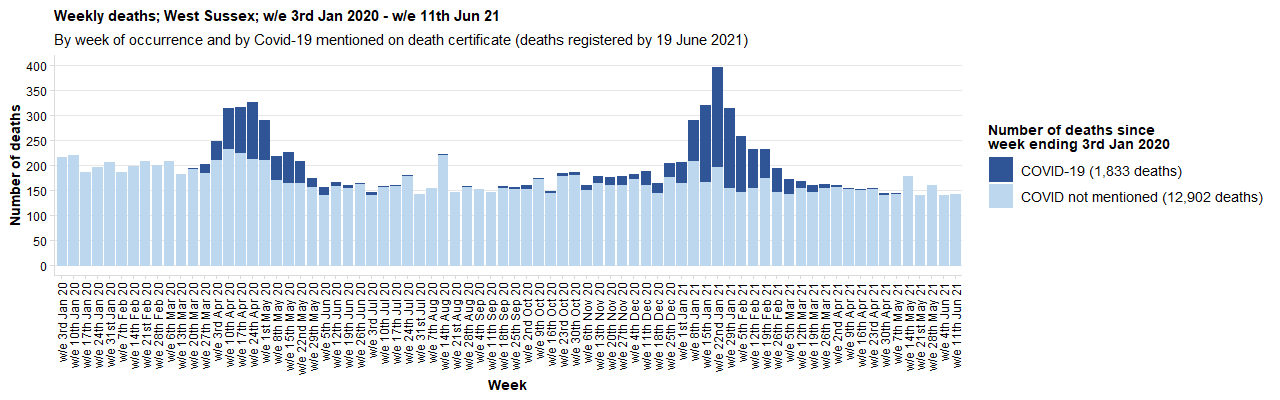 Weekly deaths; West Sussex; w/e 3rd Jan 2020 - w/e 11th Jun 21
By week of occurrence and by Covid-19 mentioned on death certificate (deaths registered by 19 June 2021)
Number of deaths
400
350
300
250
200
150
100
50
0
w/e 3rd Jan 20
w/e 10th Jan 20
w/e 17th Jan 20
w/e 24th Jan 20
w/e 31st Jan 20
w/e 7th Feb 20
w/e 14th Feb 20
w/e 21st Feb 20
w/e 28th Feb 20
w/e 6th Mar 20
w/e 13th Mar 20
w/e 20th Mar 20
w/e 27th Mar 20
w/e 3rd Apr 20
w/e 10th Apr 20
w/e 17th Apr 20
w/e 24th Apr 20
w/e 1st May 20
w/e 8th May 20
w/e 15th May 20
w/e 22nd May 20
w/e 29th May 20
w/e 5th Jun 20
w/e 12th Jun 20
w/e 19th Jun 20
w/e 26th Jun 20
w/e 3rd Jul 20
w/e 10th Jul 20
w/e 17th Jul 20
w/e 24th Jul 20
w/e 31st Jul 20
w/e 7th Aug 20
w/e 14th Aug 20
w/e 21st Aug 20
w/e 28th Aug 20
w/e 4th Sep 20
w/e 11th Sep 20
w/e 18th Sep 20
w/e 25th Sep 20
w/e 2nd Oct 20
w/e 9th Oct 20
w/e 16th Oct 20
w/e 23rd Oct 20
w/e 30th Oct 20
w/e 6th Nov 20
w/e 13th Nov 20
w/e 20th Nov 20
w/e 27th Nov 20
w/e 4th Dec 20
w/e 11th Dec 20
w/e 18th Dec 20
w/e 25th Dec 20
w/e 1st Jan 21
w/e 8th Jan 21
w/e 15th Jan 21
w/e 22nd Jan 21
w/e 29th Jan 21
w/e 5th Feb 21
w/e 12th Feb 21
w/e 19th Feb 21
w/e 26th Feb 21
w/e 5th Mar 21
w/e 12th Mar 21
w/e 19th Mar 21
w/e 26th Mar 21
w/e 2nd Apr 21
w/e 9th Apr 21
w/e 16th Apr 21
w/e 23rd Apr 21
w/e 30th Apr 21
w/e 7th May 21
w/e 14th May 21
w/e 21st May 21
w/e 28th May 21
w/e 4th Jun 21
w/e 11th Jun 21
Week
Number of deaths since
week ending 3rd Jan 2020
COVID-19 (1,833 deaths)
COVID not mentioned (12,902 deaths)